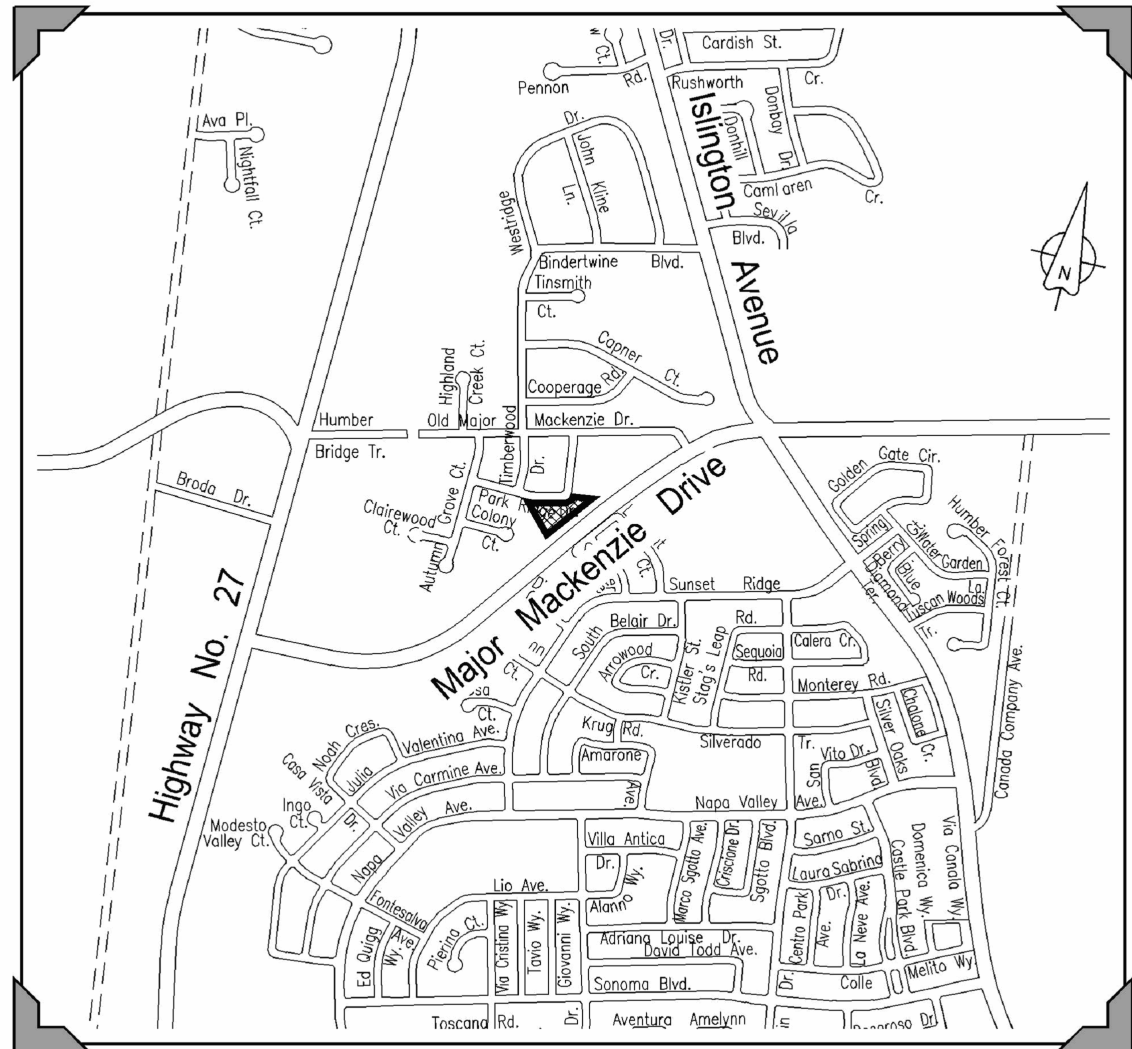 Cardish St.
Ct.
Dr.
Pennon
Rd.
Rushworth
Cr.
Ava Pl.
Nightfall Ct.
Islington
Avenue
Donhill
Donbay
Dr.
Camlaren
Cr.
Sevilla
Blvd.
Dr.
John Kline
Ln.
Westridge
Bindertwine Blvd.
Tinsmith
Ct.
N
Highland
Creek Ct.
Capner
Ct.
Cooperage Rd.
Humber
Bridge Tr.
Old Major Mackenzie Dr.
Timberwood
Dr.
Broda Dr.
Clairewood
Ct.
Autumn Grove Ct.
Park
Colony
Ct.
Major Mackenzie Drive
Highway No. 27
Golden Gate Cir.
Spring
Berry
Blue
Diamond
Ter.
Water
Garden
La.
Tuscan Woods
Tr.
Humber Forest Ct.
Canada Company Ave.
Ct.
Sunset Ridge
South
Belair Dr.
Arrowood
Cr.
Kistler St.
Stag's Leap
Rd.
Sequoia
Rd.
Calera Cr.
Monterey Rd.
Chalone
Cr.
Silver Oaks
Blvd
Ct.
Ct.
Krug Rd.
Amarone
Ave.
Silverado
Tr.
San
Vito Dr.
Noah Cres.
Valentina Ave.
Julia
Dr.
Casa Vista
Via Carmine Ave.
Ingo
Ct.
Modesto
Valley Ct.
Napa Valley Ave.
Napa Valley
Ave.
Villa Antica
Dr.
Alanno Wy.
Marco Sgotto Ave.
Criscione Dr.
Sgotto Blvd.
Sarno St.
Laura Sabrina
Dr.
Castle Park Blvd.
Domenica Wy.
Via Canala Wy.
Lio Ave.
Fontesalva
Ave.
Ed Quigg
Wy.
Pierino Ct.
Via Cristina Wy
Tavio Wy.
Giovanni Wy.
Adriana Louise Dr.
David Todd Ave.
Centro Park
Ave.
La Neve Ave.
Sonoma Blvd.
Dr.
Colle
Melito Wy.
Toscana Rd.
Dr.
Aventura
Amelynn
Dr.